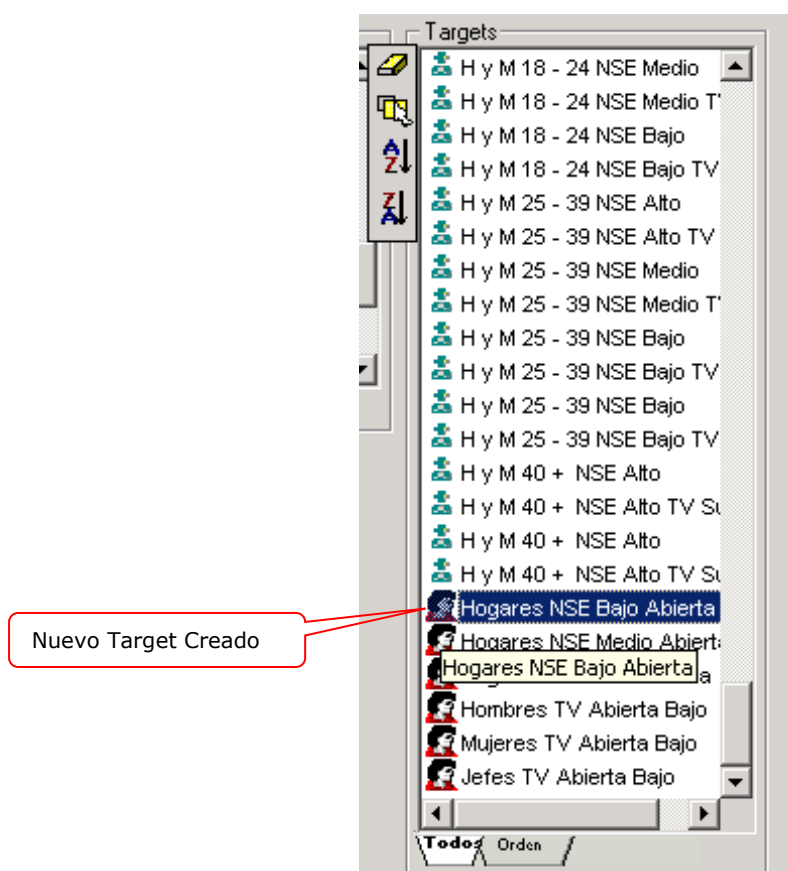 Targets
H y M 18 - 24 NSE Medio
H y M 18 - 24 NSE Medio T
H y M 18 - 24 NSE Bajo
H y M 18 - 24 NSE Bajo TV
H y M 25 - 39 NSE Alto
H y M 25 - 39 NSE Alto TV
H y M 25 - 39 NSE Medio
H y M 25 - 39 NSE Medio T
H y M 25 - 39 NSE Bajo
H y M 25 - 39 NSE Bajo TV
H y M 25 - 39 NSE Bajo
H y M 25 - 39 NSE Bajo TV
H y M 40 + NSE Alto
H y M 40 + NSE Alto TV Su
H y M 40 + NSE Alto
H y M 40 + NSE Alto TV Su
Hogares NSE Bajo Abierta
Nuevo Target Creado
Hogares NSE Medio Abierta
Hogares NSE Bajo Abierta
Hombres TV Abierta Bajo
Mujeres TV Abierta Bajo
Jefes TV Abierta Bajo
Todos Orden